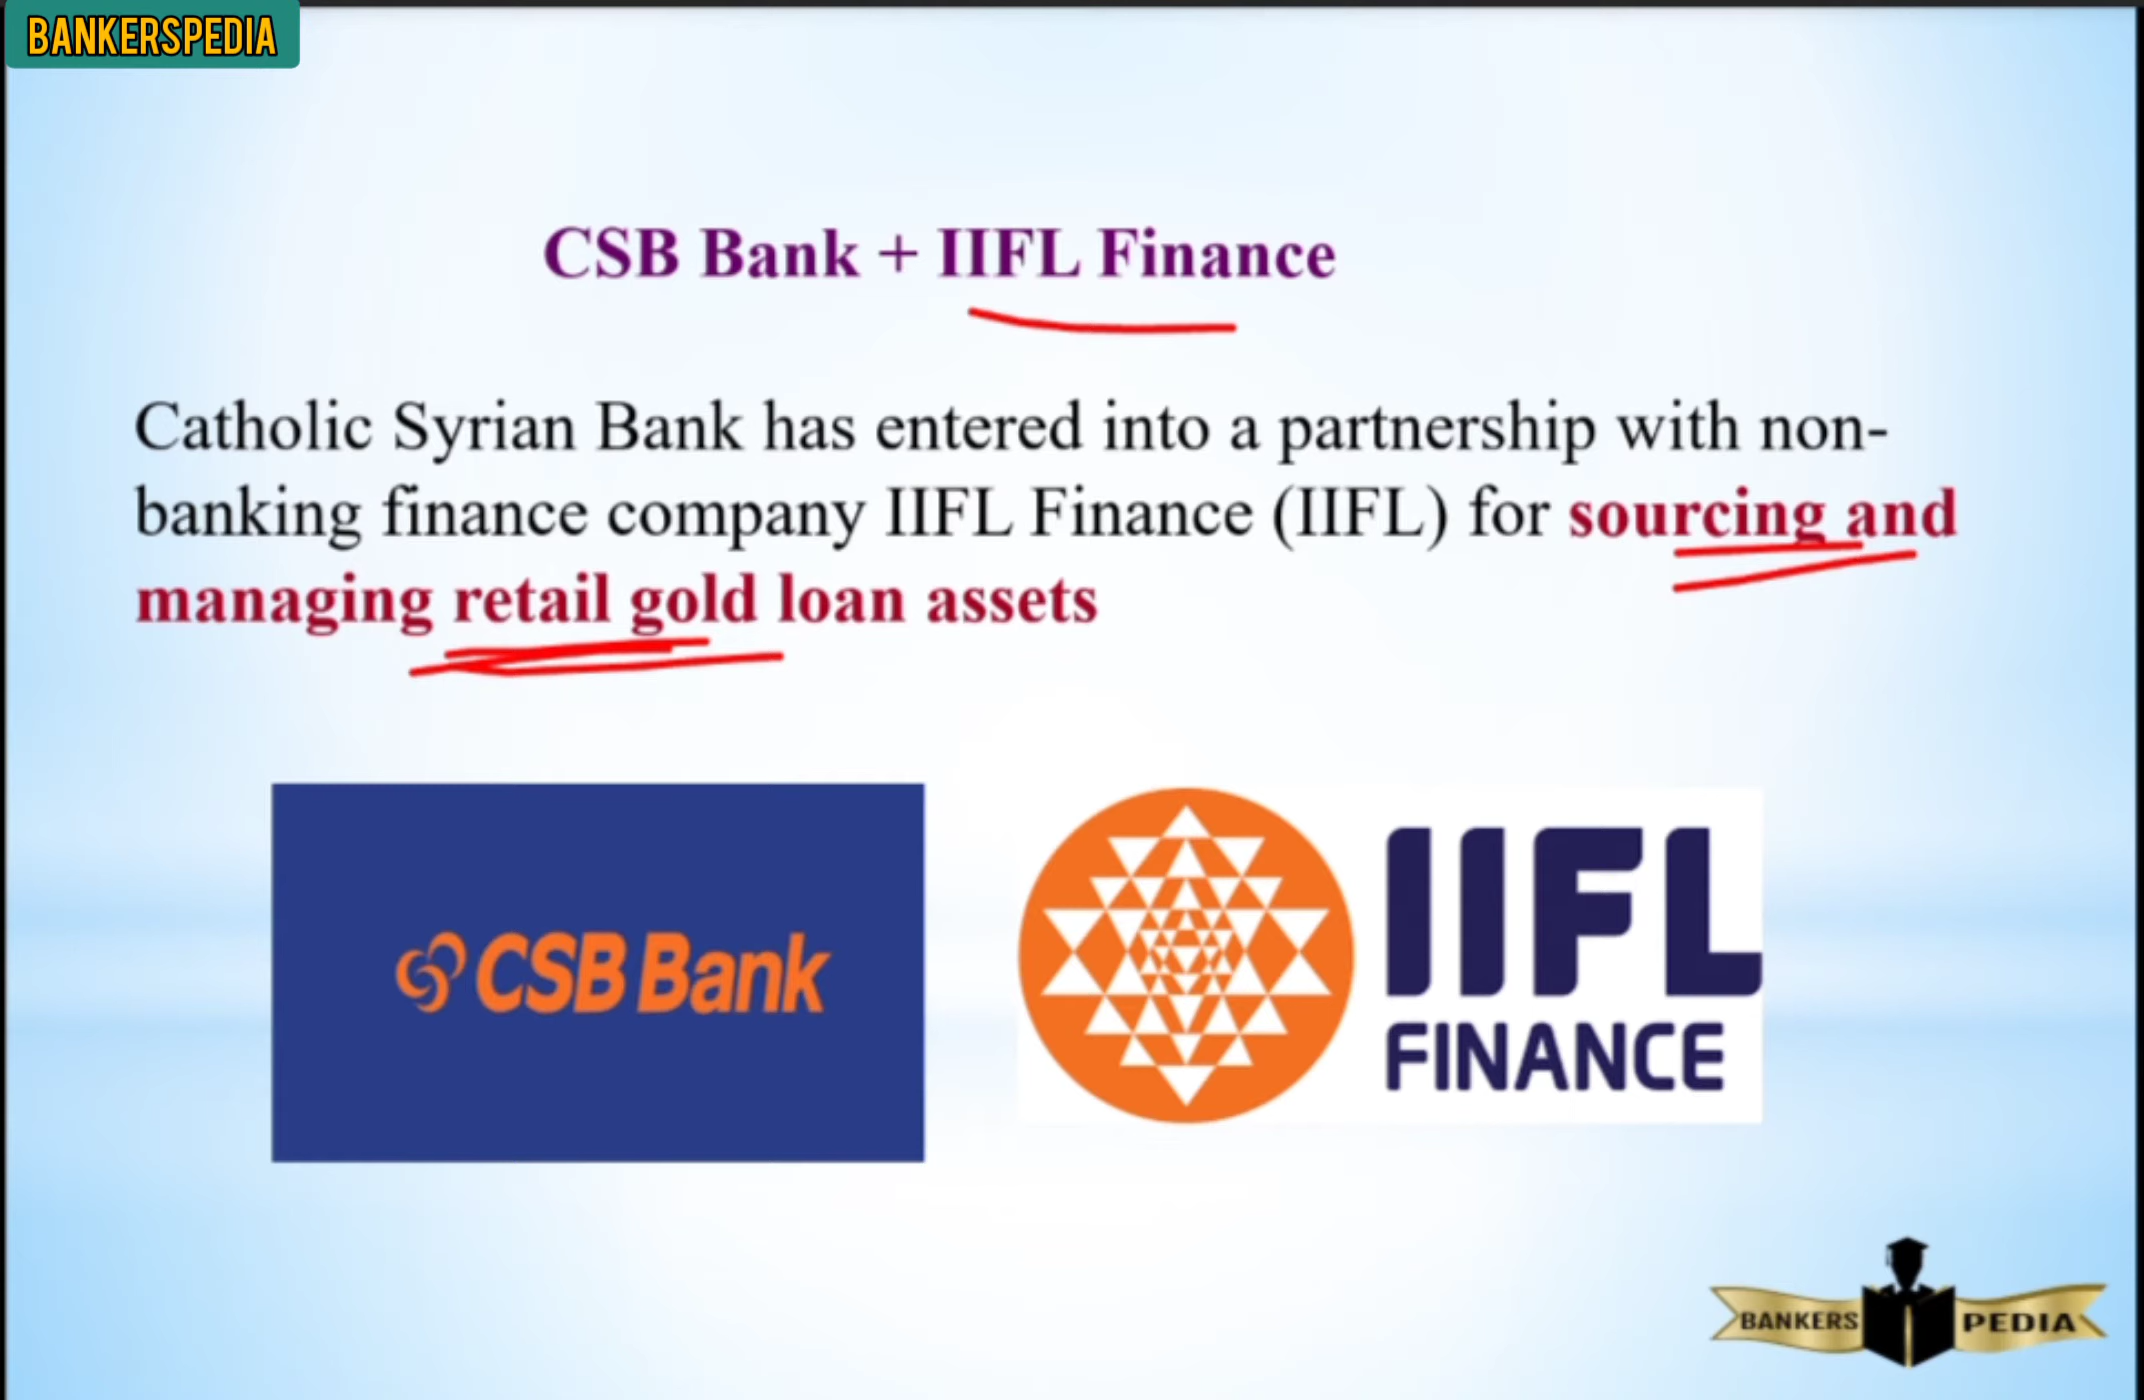 BANKERSPEDIA
CSB Bank + IIFL Finance
Catholic Syrian Bank has entered into a partnership with non-
banking finance company IIFL Finance (IIFL) for sourcing and
managing retail gold loan assets
CSB Bank
IIFL
FINANCE
BANKERS PEDIA